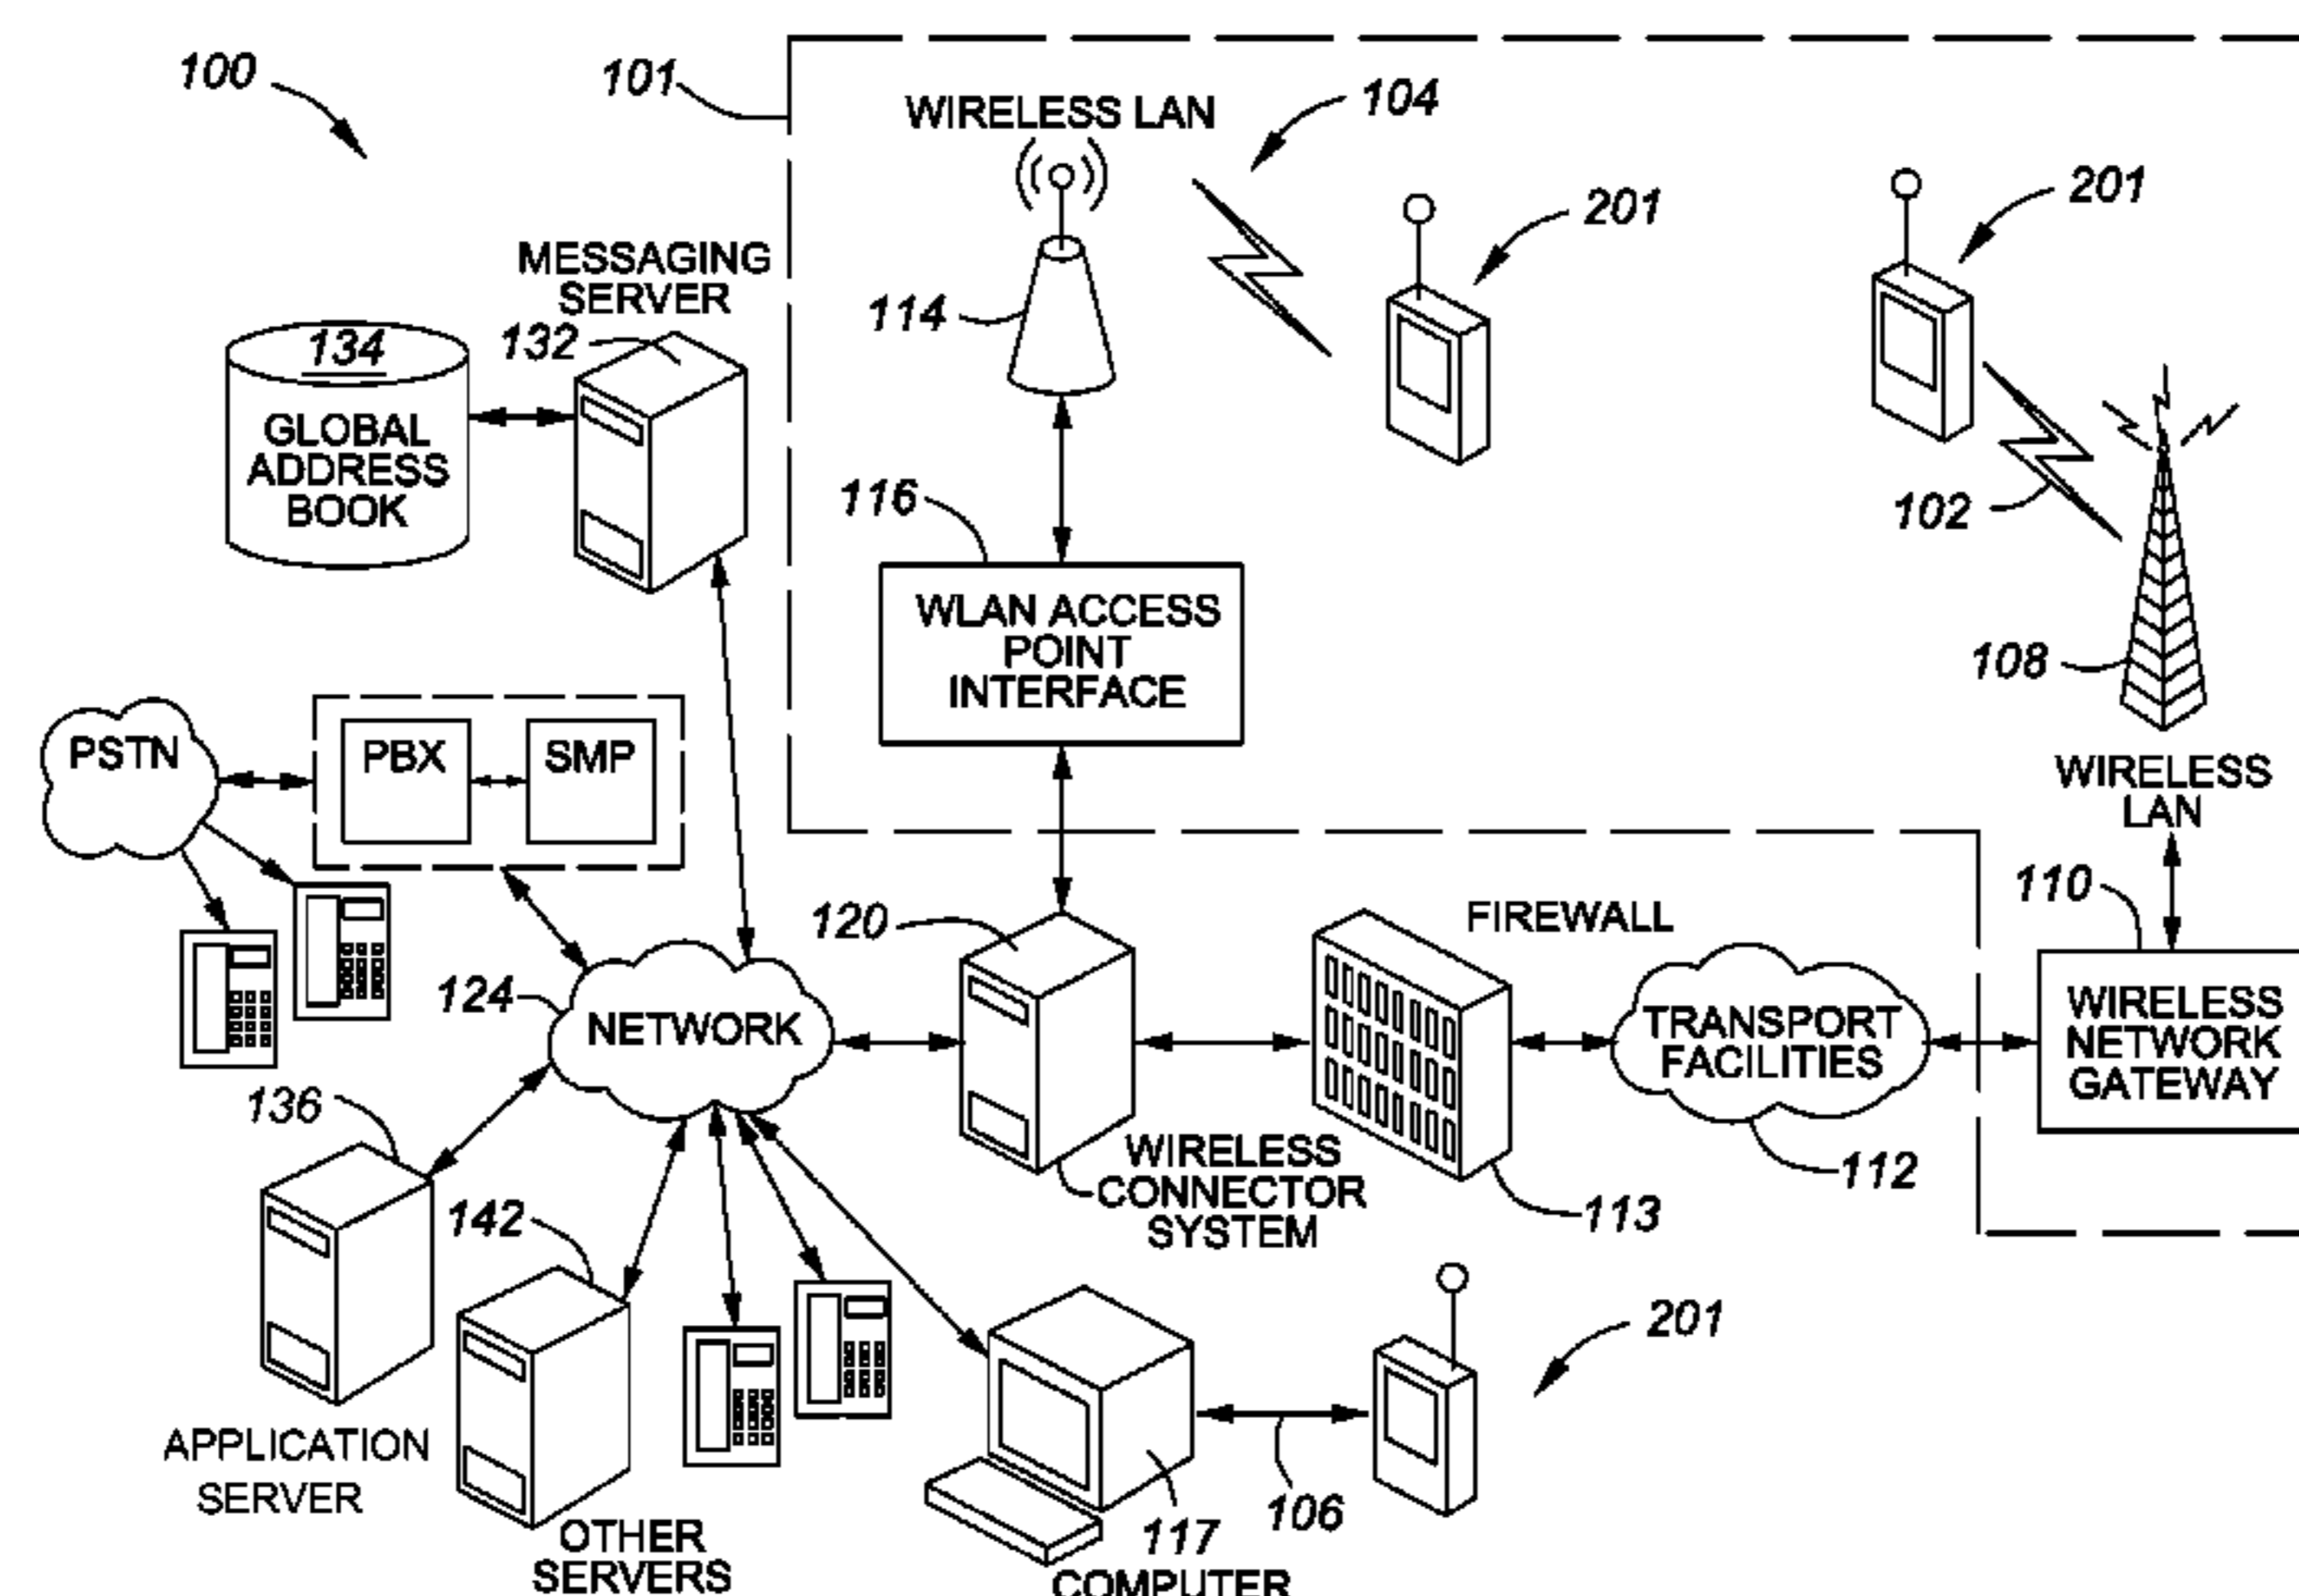 100
101
WIRELESS LAN
104
201
201
MESSAGING
SERVER
114
134
132
GLOBAL
ADDRESS
BOOK
116
102
WLAN ACCESS
POINT
INTERFACE
108
PSTN
PBX
SMP
WIRELESS
LAN
110
120
FIREWALL
124
NETWORK
TRANSPORT
FACILITIES
WIRELESS
NETWORK
GATEWAY
136
WIRELESS
CONNECTOR
SYSTEM
112
113
142
201
APPLICATION
SERVER
106
117
OTHER
SERVERS
COMPUTER